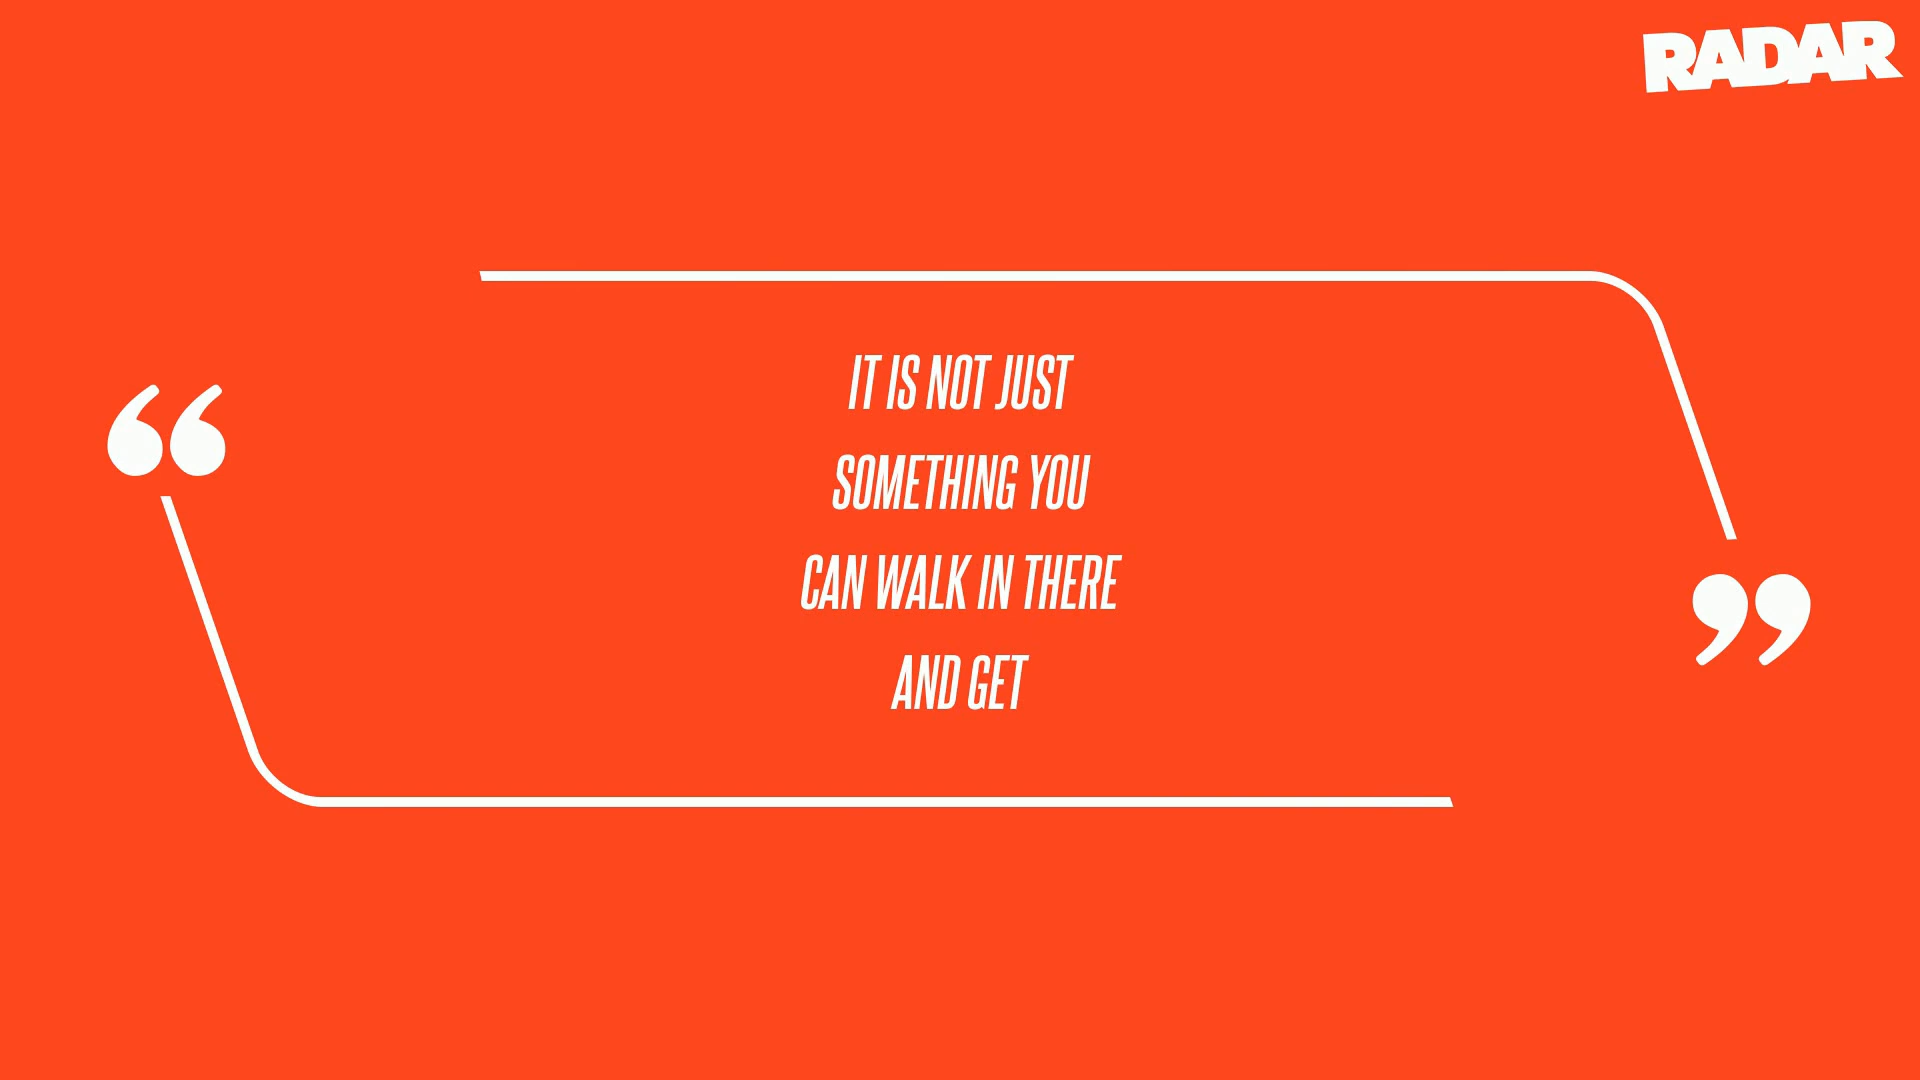 RADAR
“
IT IS NOT JUST
SOMETHING YOU
CAN WALK IN THERE
AND GET
”